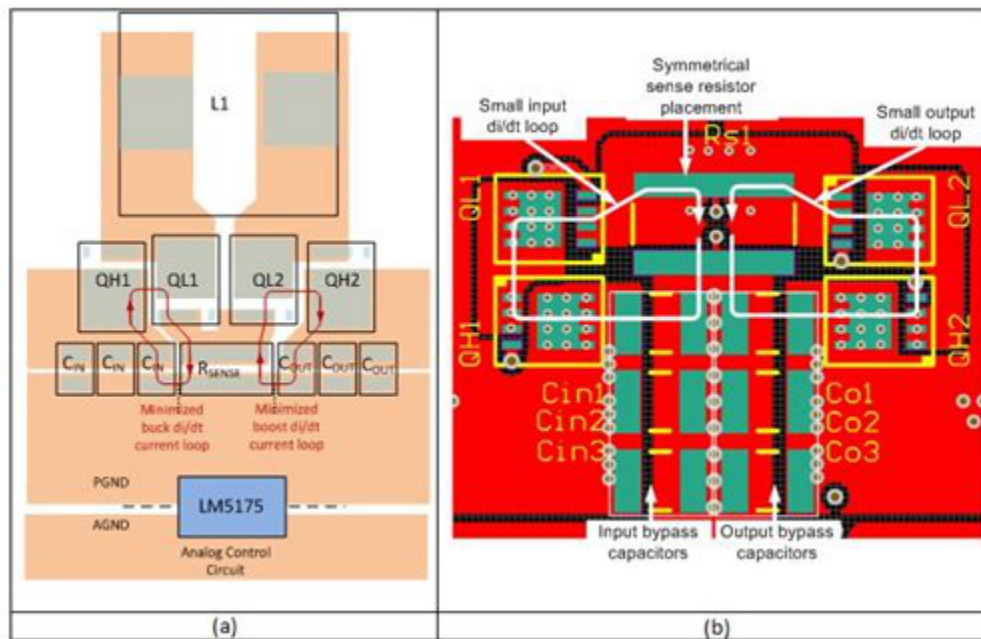 L1
QH1
QL1
QL2
QH2
CIN
CIN
CIN
RSENSE
COUT
COUT
COUT
Minimized
buck di/dt
current loop
Minimized
boost di/dt
current loop
PGND
LM5175
AGND
Analog Control
Circuit
(a)
Symmetrical
sense resistor
placement
Small input
di/dt loop
Small output
di/dt loop
Rs1
QL1
QL2
QH1
QH2
Cin1
Cin2
Cin3
Co1
Co2
Co3
Input bypass
capacitors
Output bypass
capacitors
(b)